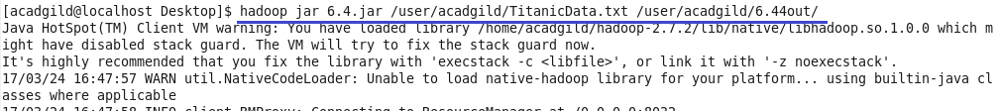 [acadgild@localhost Desktop]$ hadoop jar 6.4.jar /user/acadgild/TitanicData.txt /user/acadgild/6.44out/
Java HotSpot(TM) Client VM warning: You have loaded library /home/acadgild/hadoop-2.7.2/lib/native/libhadoop.so.1.0.0 which m
ight have disabled stack guard. The VM will try to fix the stack guard now.
It's highly recommended that you fix the library with 'execstack -c <libfile>', or link it with '-z noexecstack'.
17/03/24 16:47:57 WARN util.NativeCodeLoader: Unable to load native-hadoop library for your platform... using builtin-java cl
asses where applicable
17/03/24 16:47:58 INFO client.RMProxy: Connecting to ResourceManager at /0.0.0.0:8032